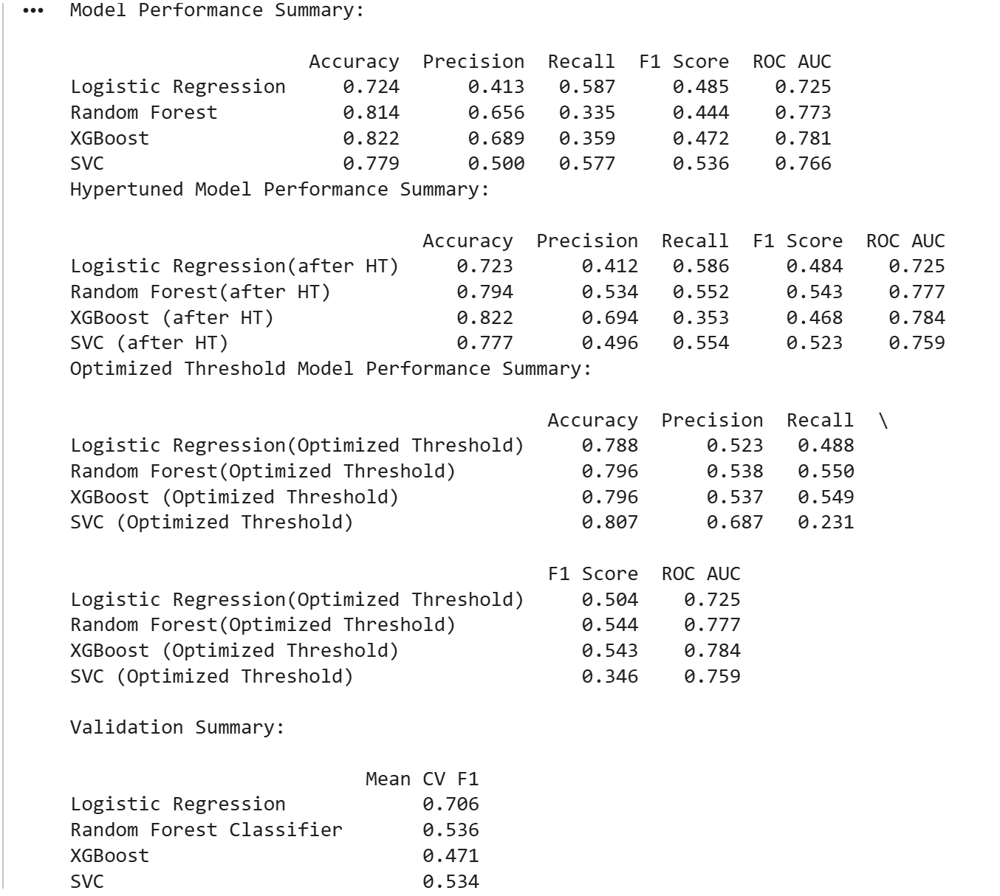 ••• Model Performance Summary:
Accuracy Precision Recall F1 Score ROC AUC
Logistic Regression 0.724 0.413 0.587 0.485 0.725
Random Forest 0.814 0.656 0.335 0.444 0.773
XGBoost 0.822 0.689 0.359 0.472 0.781
SVC 0.779 0.500 0.577 0.536 0.766
Hypertuned Model Performance Summary:
Accuracy Precision Recall F1 Score ROC AUC
Logistic Regression(after HT) 0.723 0.412 0.586 0.484 0.725
Random Forest(after HT) 0.794 0.534 0.552 0.543 0.777
XGBoost (after HT) 0.822 0.694 0.353 0.468 0.784
SVC (after HT) 0.777 0.496 0.554 0.523 0.759
Optimized Threshold Model Performance Summary:
Accuracy Precision Recall \
Logistic Regression(Optimized Threshold) 0.788 0.523 0.488
Random Forest(Optimized Threshold) 0.796 0.538 0.550
XGBoost (Optimized Threshold) 0.796 0.537 0.549
SVC (Optimized Threshold) 0.807 0.687 0.231
F1 Score ROC AUC
Logistic Regression(Optimized Threshold) 0.504 0.725
Random Forest(Optimized Threshold) 0.544 0.777
XGBoost (Optimized Threshold) 0.543 0.784
SVC (Optimized Threshold) 0.346 0.759
Validation Summary:
Mean CV F1
Logistic Regression 0.706
Random Forest Classifier 0.536
XGBoost 0.471
SVC 0.534